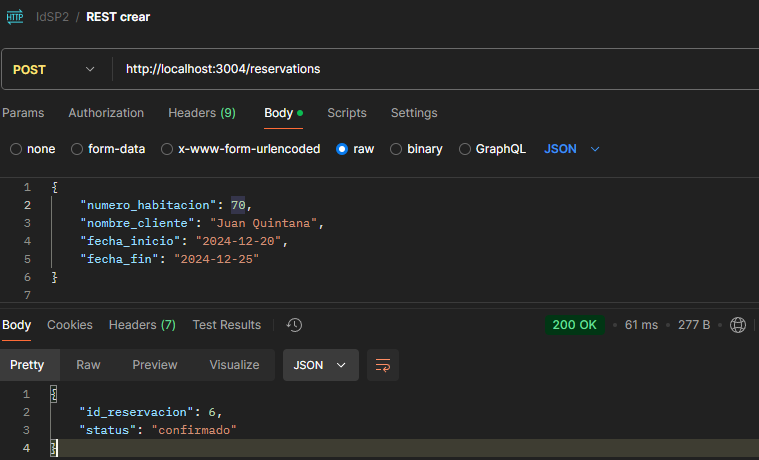 HTTP IdSP2 / REST crear
POST http://localhost:3004/reservations
Params Authorization Headers (9) Body Scripts Settings
none form-data x-www-form-urlencoded raw binary GraphQL JSON
1 {
2 "numero_habitacion": 70,
3 "nombre_cliente": "Juan Quintana",
4 "fecha_inicio": "2024-12-20",
5 "fecha_fin": "2024-12-25"
6 }
7
Body Cookies Headers (7) Test Results 200 OK • 61 ms • 277 B •
Pretty Raw Preview Visualize JSON
1 {
2 "id_reservacion": 6,
3 "status": "confirmado"
4 }